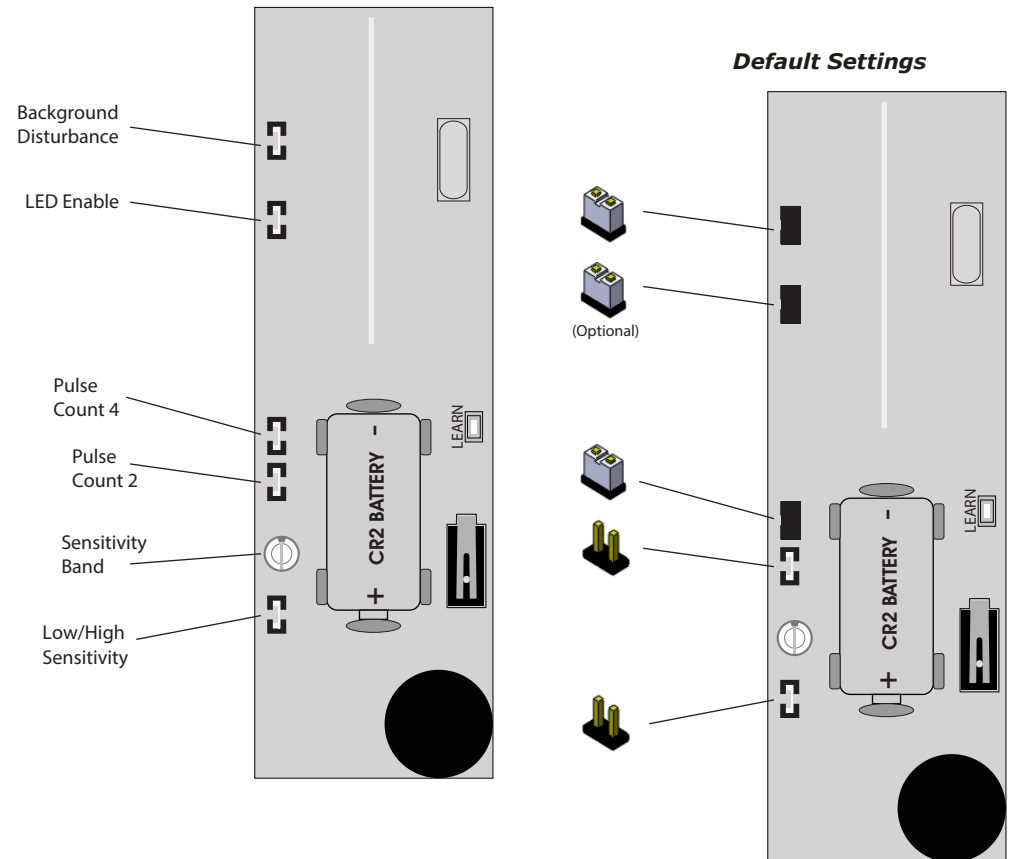 Background
Disturbance
LED Enable
Pulse
Count 4
Pulse
Count 2
Sensitivity
Band
Low/High
Sensitivity
LEARN
- CR2 BATTERY +
Default Settings
(Optional)
LEARN
- CR2 BATTERY +